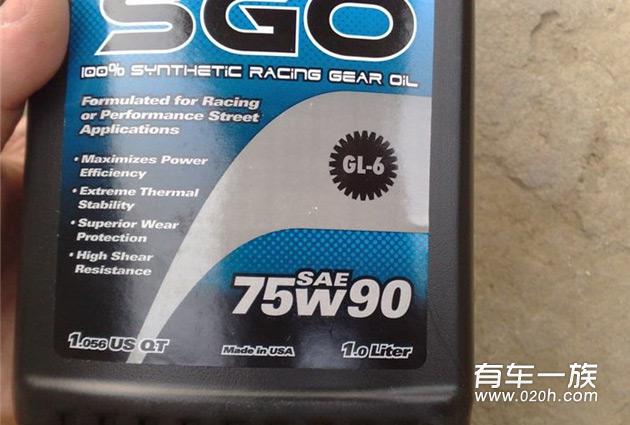 SGO
100% SYNTHETIC RACING GEAR OIL
Formulated for Racing
or Performance Street
Applications
• Maximizes Power
Efficiency
• Extreme Thermal
Stability
• Superior Wear
Protection
• High Shear
Resistance
GL-6
SAE
75W90
1.056 US QT
Made in USA
1.0 Liter
有车一族
www.020h.com